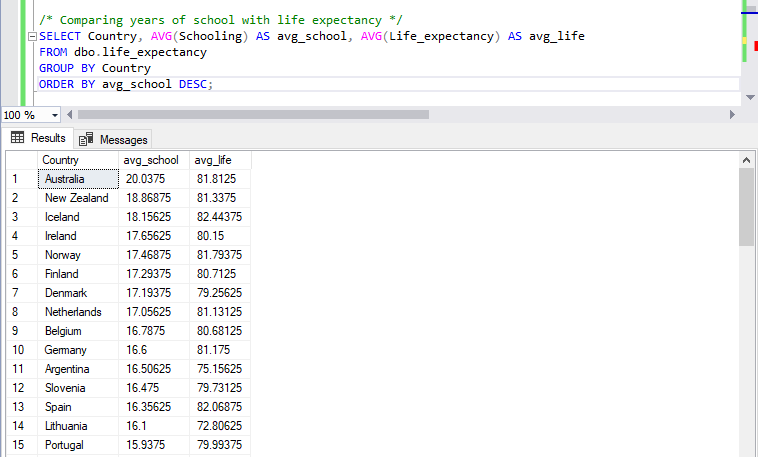 /* Comparing years of school with life expectancy */
SELECT Country, AVG(Schooling) AS avg_school, AVG(Life_expectancy) AS avg_life
FROM dbo.life_expectancy
GROUP BY Country
ORDER BY avg_school DESC;
100 %
Results Messages
Country avg_school avg_life
1 Australia 20.0375 81.8125
2 New Zealand 18.86875 81.3375
3 Iceland 18.15625 82.44375
4 Ireland 17.65625 80.15
5 Norway 17.46875 81.79375
6 Finland 17.29375 80.7125
7 Denmark 17.19375 79.25625
8 Netherlands 17.05625 81.13125
9 Belgium 16.7875 80.68125
10 Germany 16.6 81.175
11 Argentina 16.50625 75.15625
12 Slovenia 16.475 79.73125
13 Spain 16.35625 82.06875
14 Lithuania 16.1 72.80625
15 Portugal 15.9375 79.99375